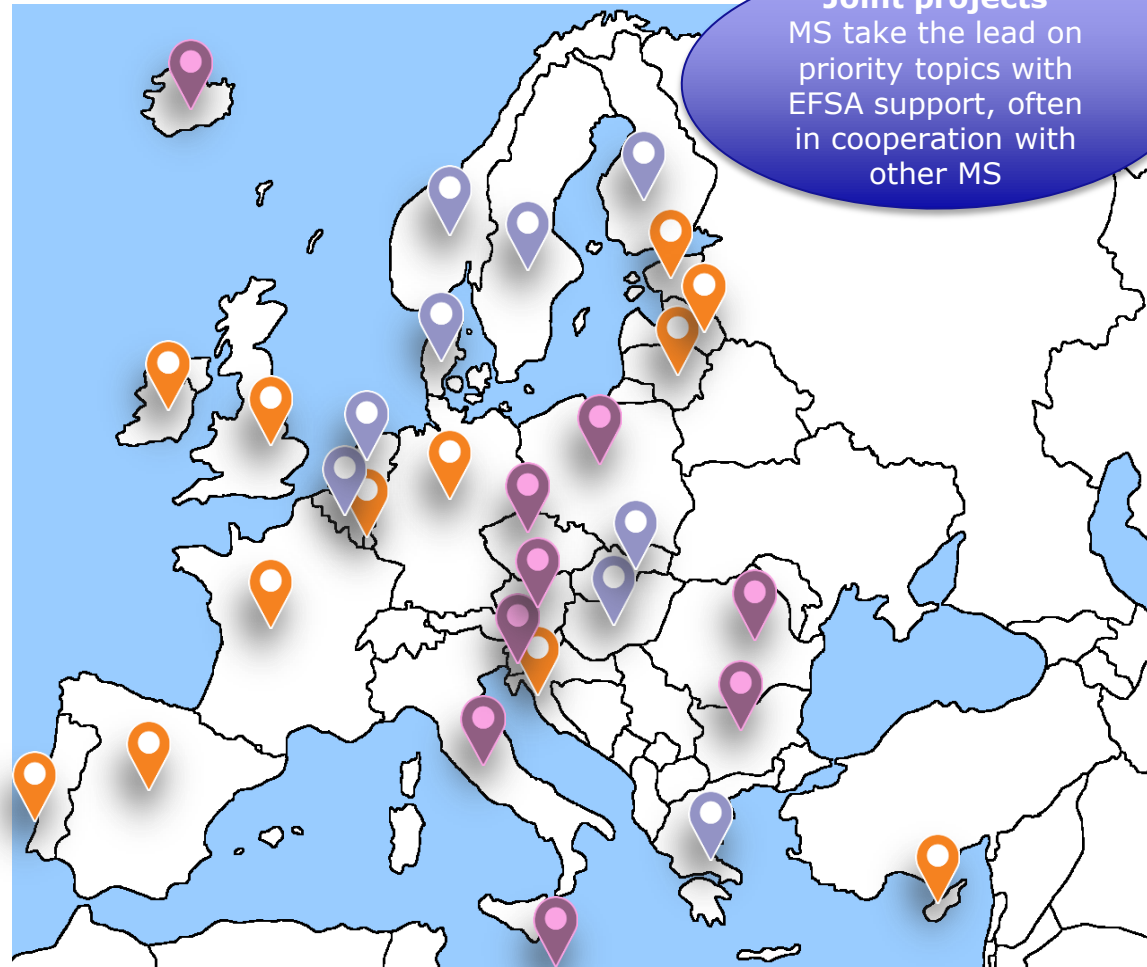 Joint projects
MS take the lead on
priority topics with
EFSA support, often
in cooperation with
other MS